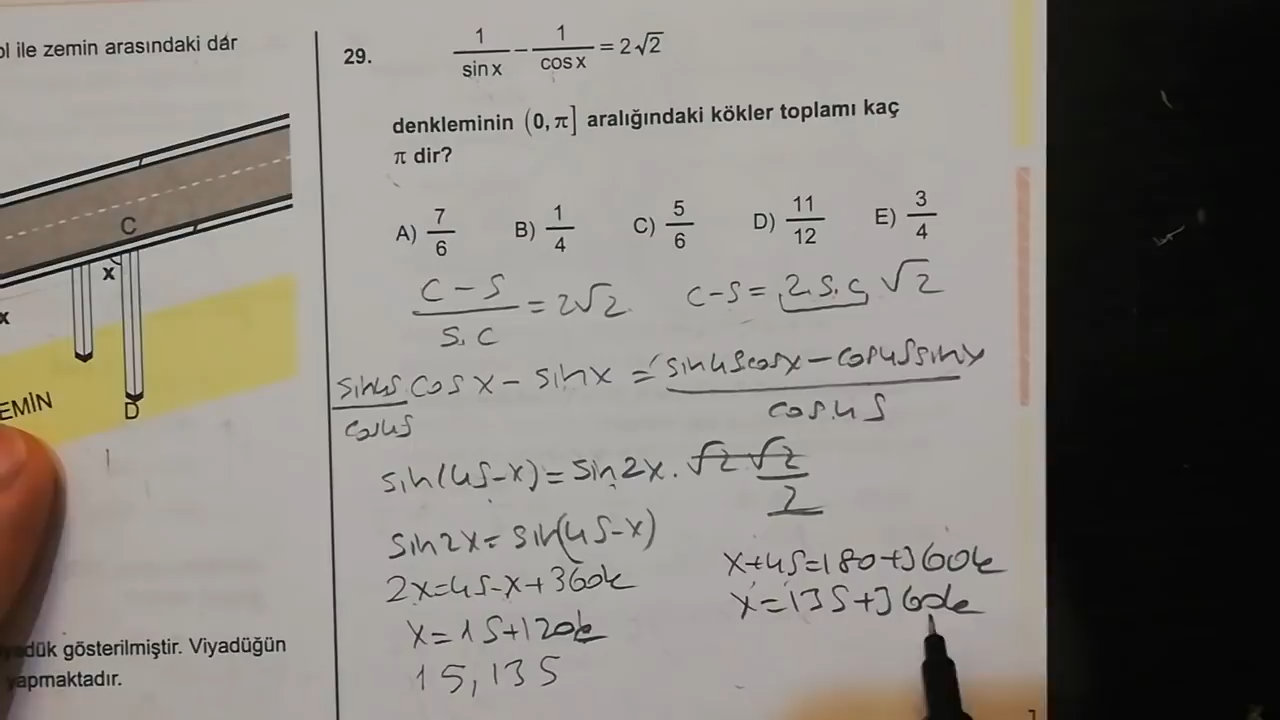 ol ile zemin arasındaki dar
C
x
x
EMİN
D
yadük gösterilmiştir. Viyadüğün
yapmaktadır.
29. 1/sin x − 1/cos x = 2√2
denkleminin (0, π] aralığındaki kökler toplamı kaç
π dir?
A) 7/6 B) 1/4 C) 5/6 D) 11/12 E) 3/4
C−S/S.C = 2√2 C−S = 2.S.C √2
sin45/cos45 cosx − sinx = sin45cosx − cos45sinx/cos45
sin(45−x) = sin2x . √2 √2/2
sin2x = sin(45−x)
2x=45−x+360k
x=15+120k
15, 135
x+45=180+360k
x=135+360k